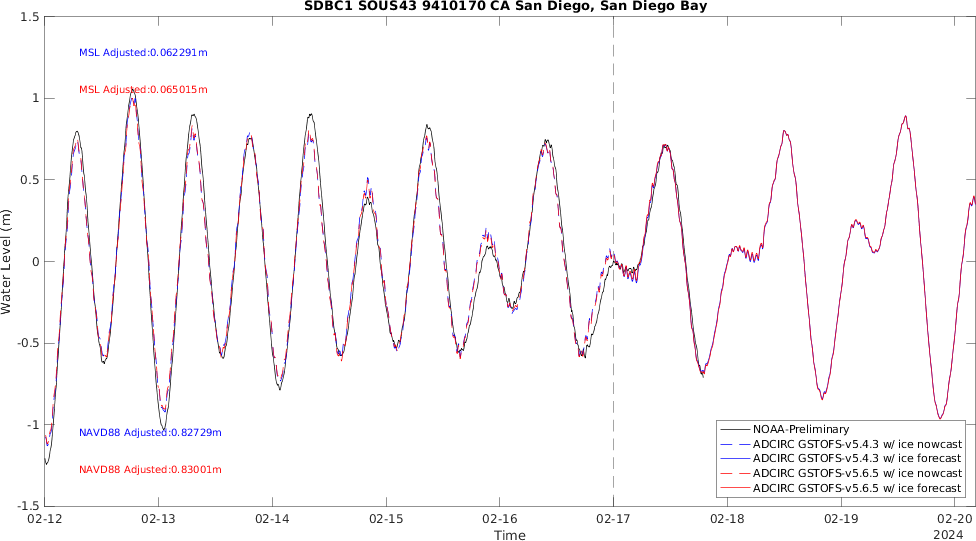 SDBC1 SOUS43 9410170 CA San Diego, San Diego Bay
1.5
MSL Adjusted:0.062291m
MSL Adjusted:0.065015m
1
0.5
0
-0.5
-1
-1.5
Water Level (m)
NAVD88 Adjusted:0.82729m
NAVD88 Adjusted:0.83001m
NOAA-Preliminary
ADCIRC GSTOFS-v5.4.3 w/ ice nowcast
ADCIRC GSTOFS-v5.4.3 w/ ice forecast
ADCIRC GSTOFS-v5.6.5 w/ ice nowcast
ADCIRC GSTOFS-v5.6.5 w/ ice forecast
02-12 02-13 02-14 02-15 02-16 02-17 02-18 02-19 02-20
Time
2024